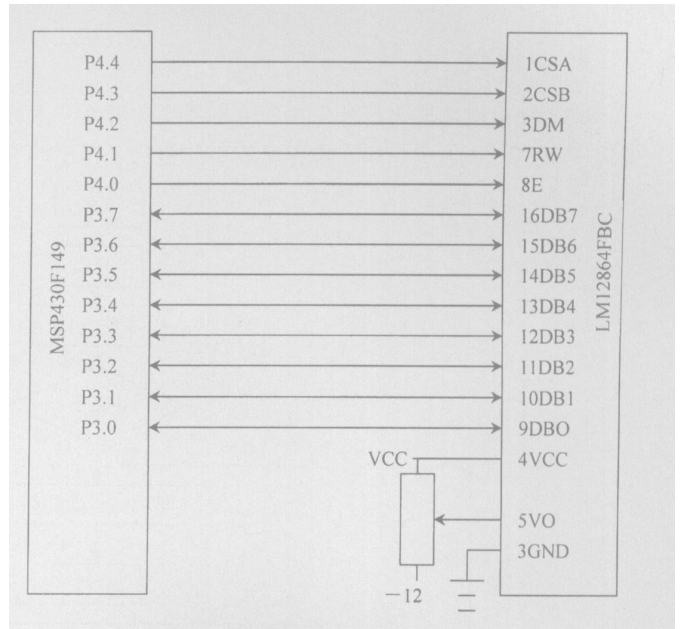 P4.4 1CSA
P4.3 2CSB
P4.2 3DM
P4.1 7RW
P4.0 8E
P3.7 16DB7
P3.6 15DB6
P3.5 14DB5
P3.4 13DB4
P3.3 12DB3
P3.2 11DB2
P3.1 10DB1
P3.0 9DBO
MSP430F149
LM12864FBC
VCC 4VCC
5VO
3GND
−12